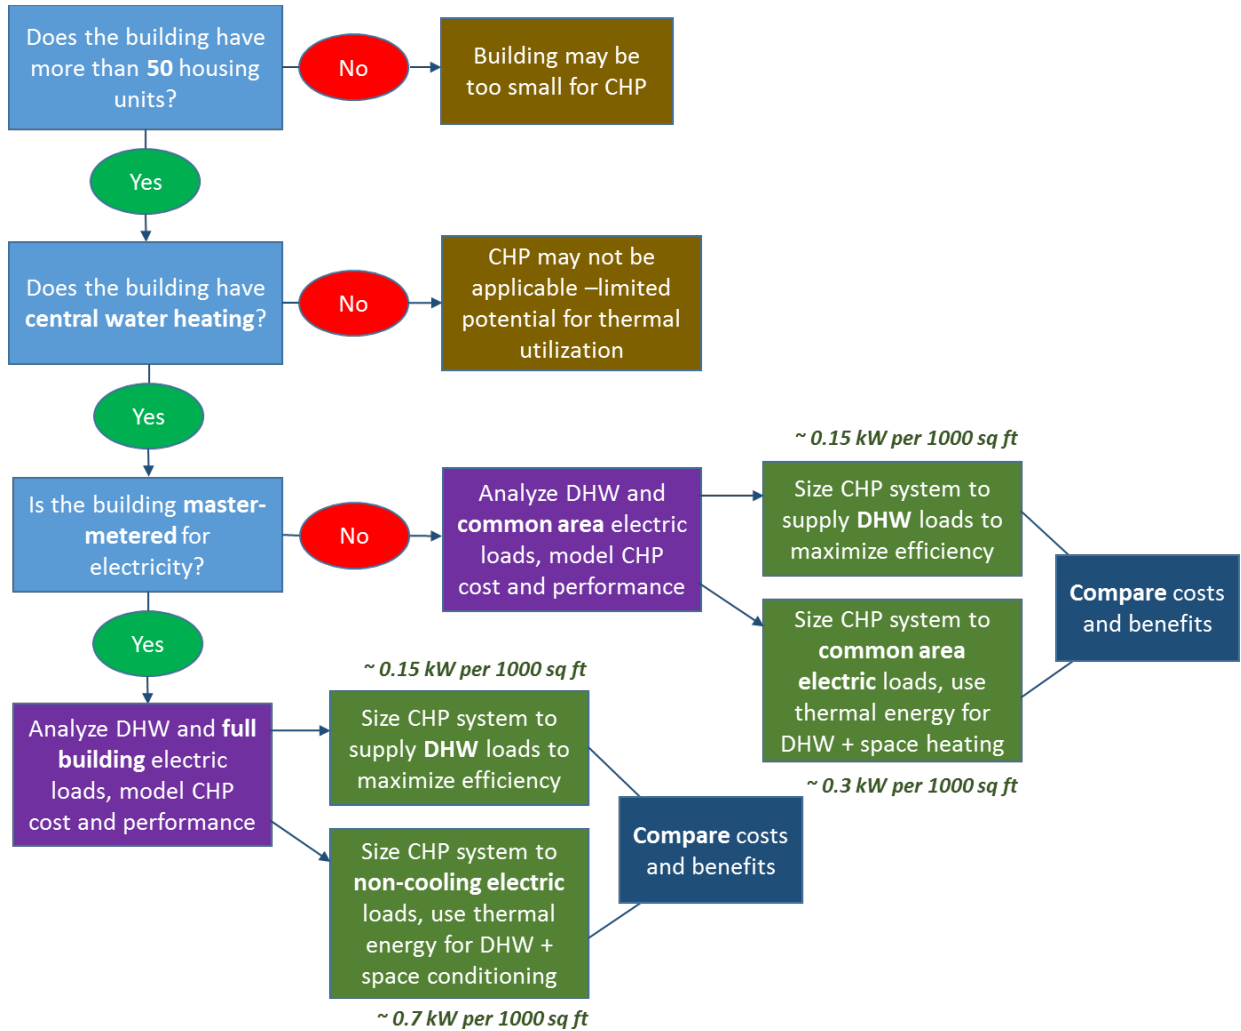 Does the building have
more than 50 housing
units?
No
Building may be
too small for CHP
Yes
Does the building have
central water heating?
No
CHP may not be
applicable –limited
potential for thermal
utilization
Yes
Is the building master-
metered for
electricity?
No
Analyze DHW and
common area electric
loads, model CHP
cost and performance
~ 0.15 kW per 1000 sq ft
Size CHP system to
supply DHW loads to
maximize efficiency
Size CHP system to
common area
electric loads, use
thermal energy for
DHW + space heating
~ 0.3 kW per 1000 sq ft
Compare costs
and benefits
Yes
Analyze DHW and full
building electric
loads, model CHP
cost and performance
~ 0.15 kW per 1000 sq ft
Size CHP system to
supply DHW loads to
maximize efficiency
Size CHP system to
non-cooling electric
loads, use thermal
energy for DHW +
space conditioning
~ 0.7 kW per 1000 sq ft
Compare costs
and benefits